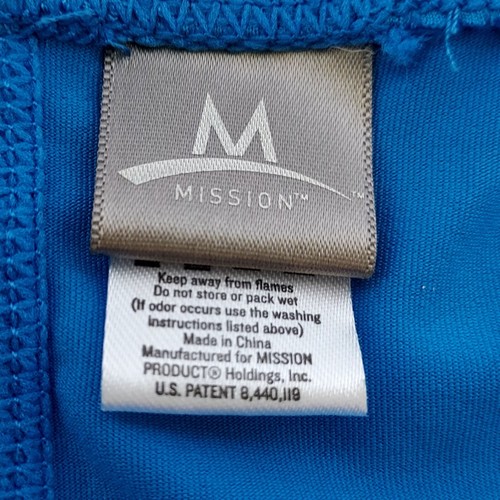 M
MISSION™
™
Keep away from flames
Do not store or pack wet
(If odor occurs use the washing
instructions listed above)
Made in China
Manufactured for MISSION
PRODUCT® Holdings, Inc.
U.S. PATENT 8,440,119